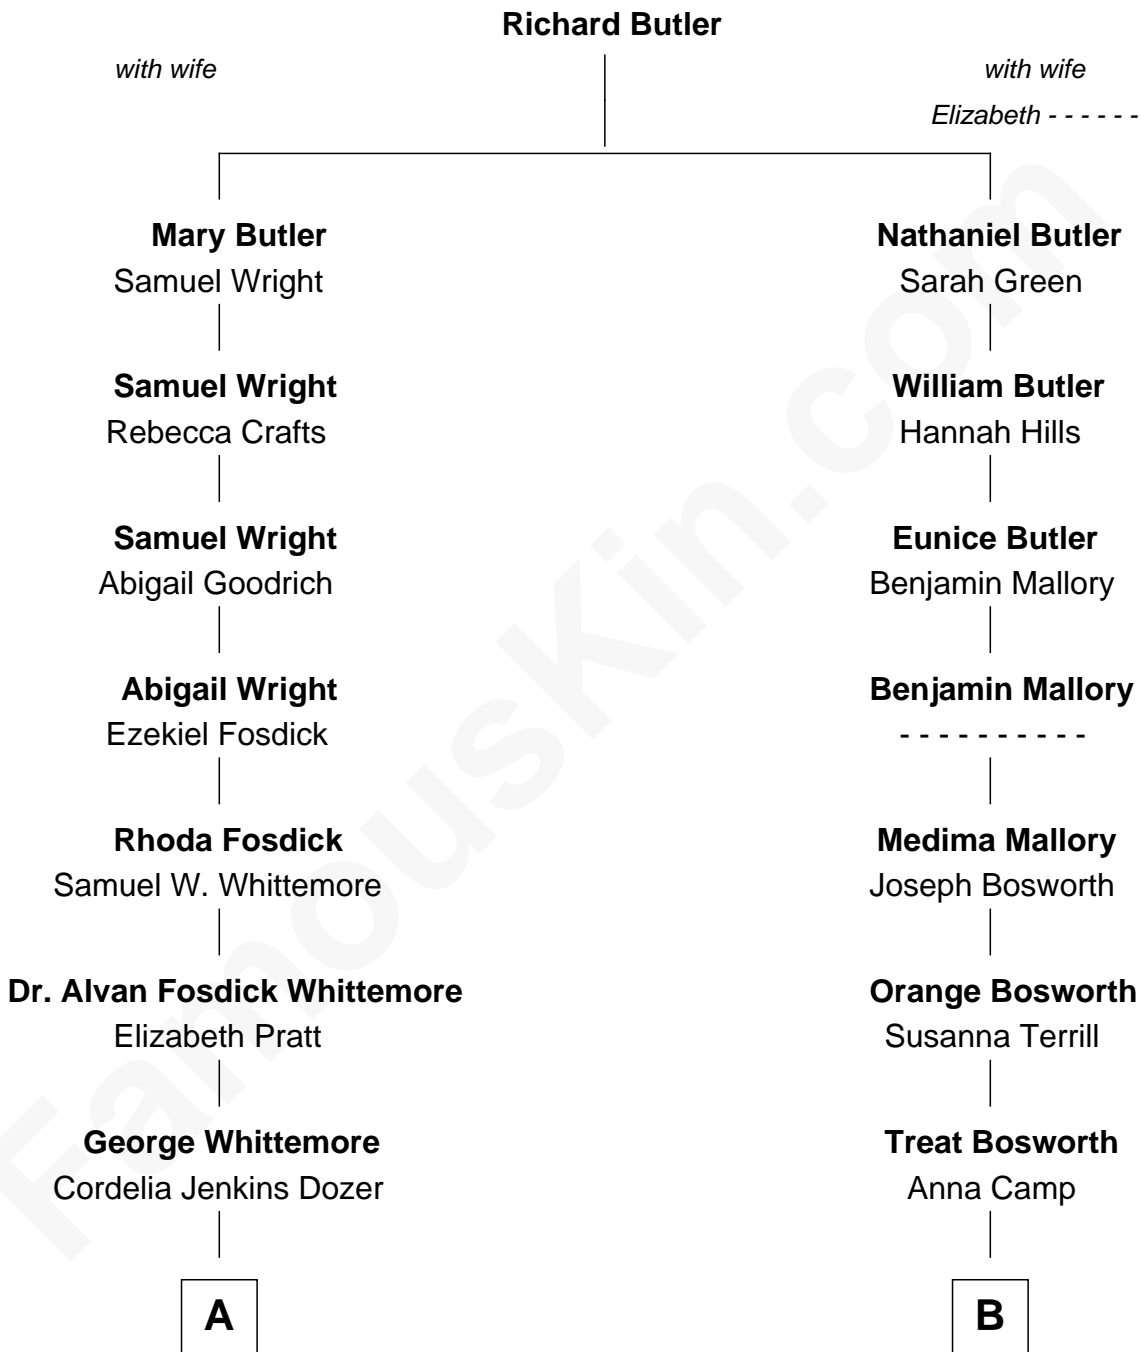 Richard Butler
with wife
with wife
Elizabeth - - - - - -
Mary Butler
Samuel Wright
Nathaniel Butler
Sarah Green
Samuel Wright
Rebecca Crafts
William Butler
Hannah Hills
Samuel Wright
Abigail Goodrich
Eunice Butler
Benjamin Mallory
Abigail Wright
Ezekiel Fosdick
Benjamin Mallory
- - - - - - - - - -
Rhoda Fosdick
Samuel W. Whittemore
Medima Mallory
Joseph Bosworth
Dr. Alvan Fosdick Whittemore
Elizabeth Pratt
Orange Bosworth
Susanna Terrill
George Whittemore
Cordelia Jenkins Dozer
Treat Bosworth
Anna Camp
A
B
FamousKin.com